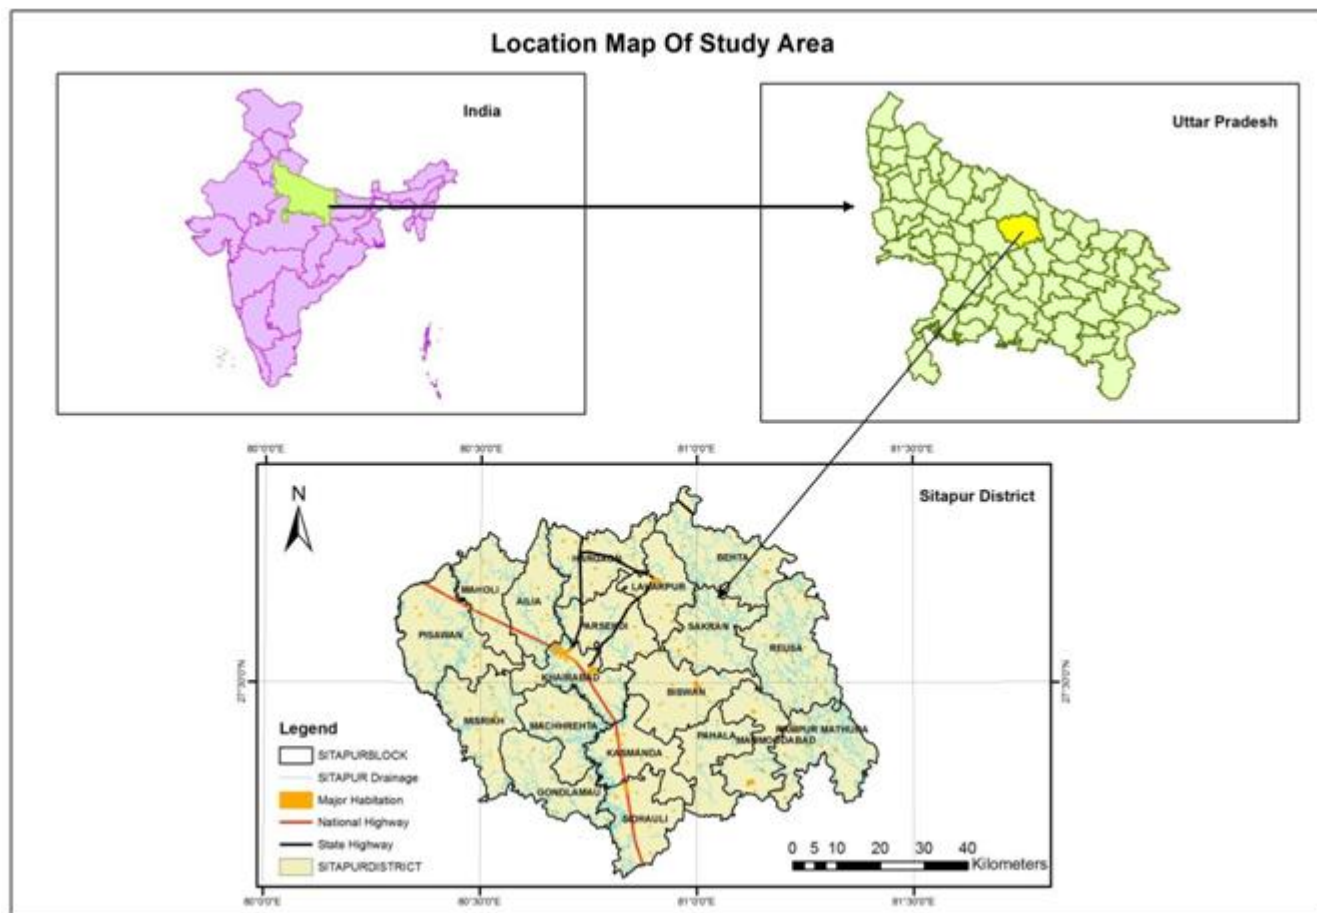 Location Map Of Study Area
India
Uttar Pradesh
80°0'0"E 80°30'0"E 81°0'0"E 81°30'0"E
N
Sitapur District
BEHTA
HARGAON
LAHARPUR
MAHOLI
AILIA
PARSENDI
SAKRAN
PISAWAN
REUSA
KHAIRABAD
27°30'0"N 27°30'0"N
BISWAN
MISRIKH
MACHHREHTA
RAMPUR MATHURA
PAHALA
MAHMOODABAD
KASMANDA
GONDLAMAU
SIDHAULI
Legend
SITAPURBLOCK
SITAPUR Drainage
Major Habitation
National Highway
State Highway
SITAPURDISTRICT
0 5 10 20 30 40
Kilometers
80°0'0"E 80°30'0"E 81°0'0"E 81°30'0"E